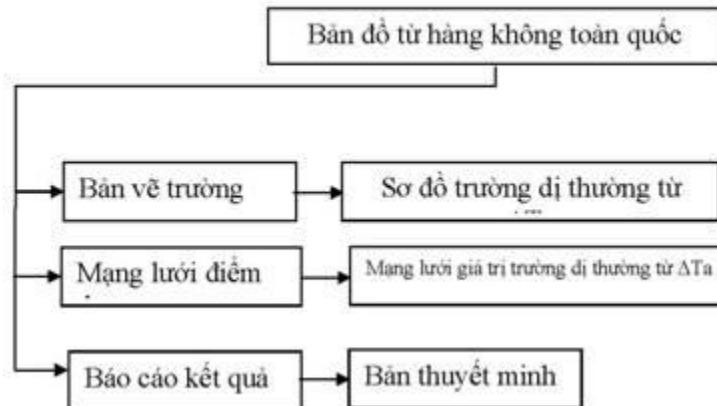 Bản đồ từ hàng không toàn quốc
Bản vẽ trường
Sơ đồ trường dị thường từ
Mạng lưới điểm
Mạng lưới giá trị trường dị thường từ ΔTa
Báo cáo kết quả
Bản thuyết minh